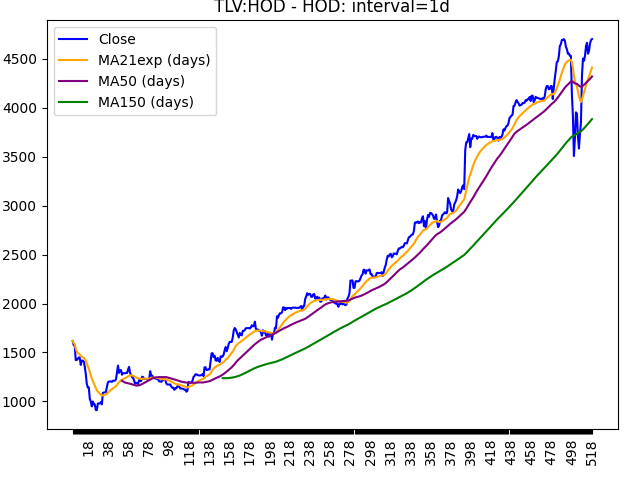 TLV:HOD - HOD: interval=1d
Close
MA21exp (days)
MA50 (days)
MA150 (days)
4500
4000
3500
3000
2500
2000
1500
1000
18 38 58 78 98 118 138 158 178 198 218 238 258 278 298 318 338 358 378 398 418 438 458 478 498 518